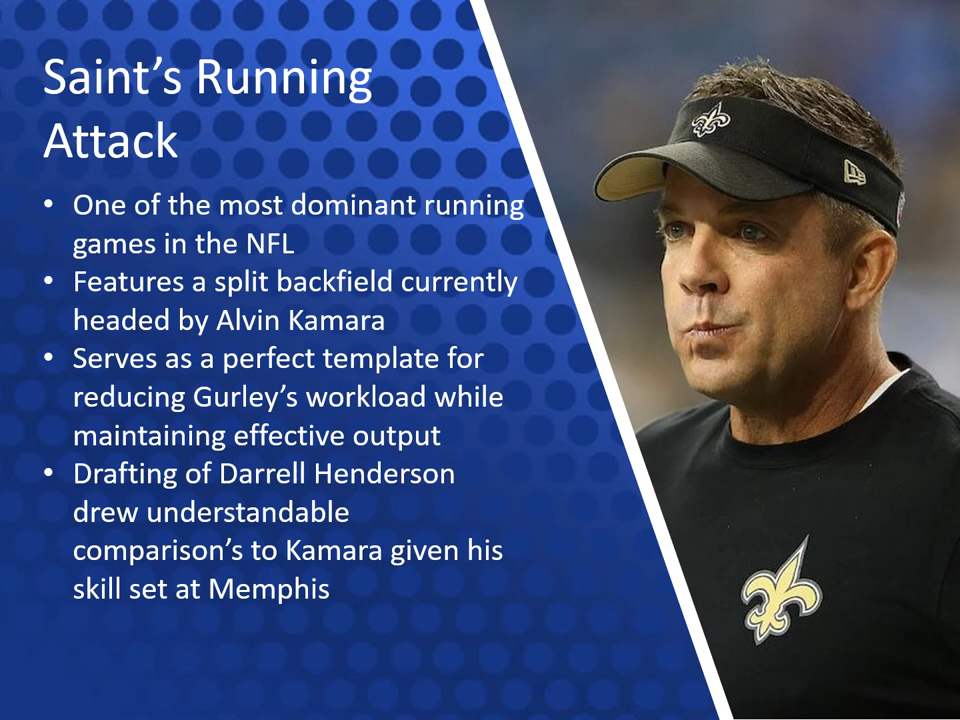 Saint’s Running
Attack
• One of the most dominant running
games in the NFL
• Features a split backfield currently
headed by Alvin Kamara
• Serves as a perfect template for
reducing Gurley’s workload while
maintaining effective output
• Drafting of Darrell Henderson
drew understandable
comparison’s to Kamara given his
skill set at Memphis